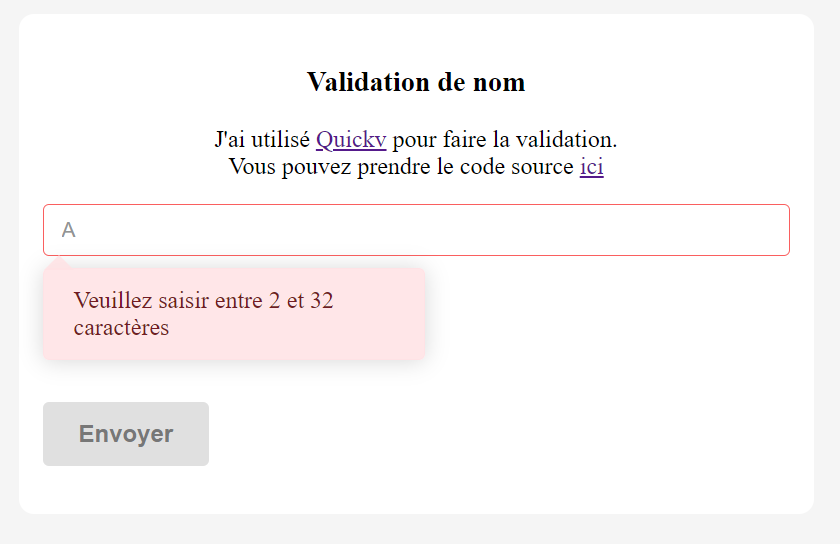 Validation de nom
J'ai utilisé Quickv pour faire la validation.
Vous pouvez prendre le code source ici
A
Veuillez saisir entre 2 et 32
caractères
Envoyer